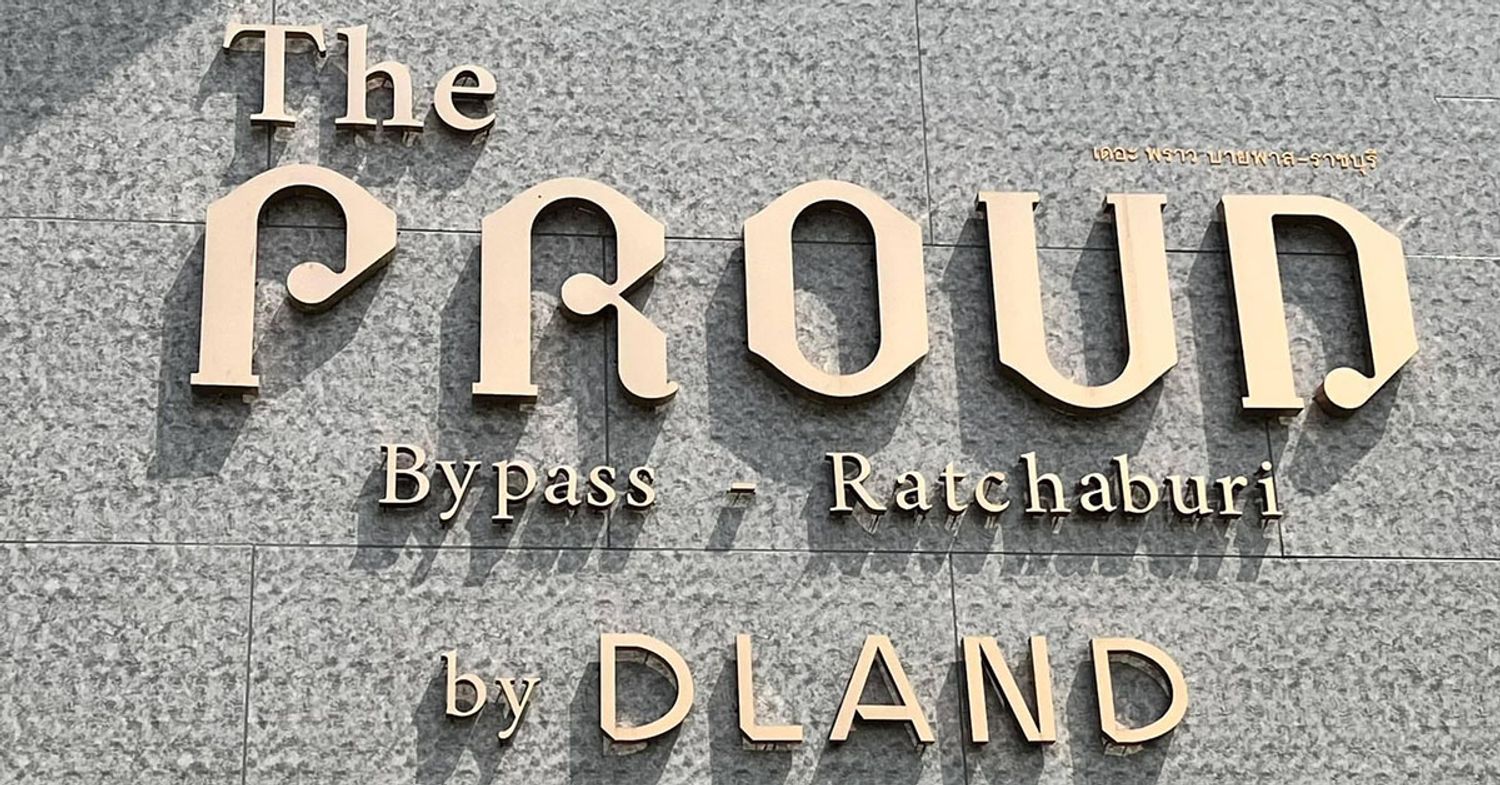 The
เดอะ พราว บายพาส-ราชบุรี
PROUD
Bypass - Ratchaburi
by DLAND